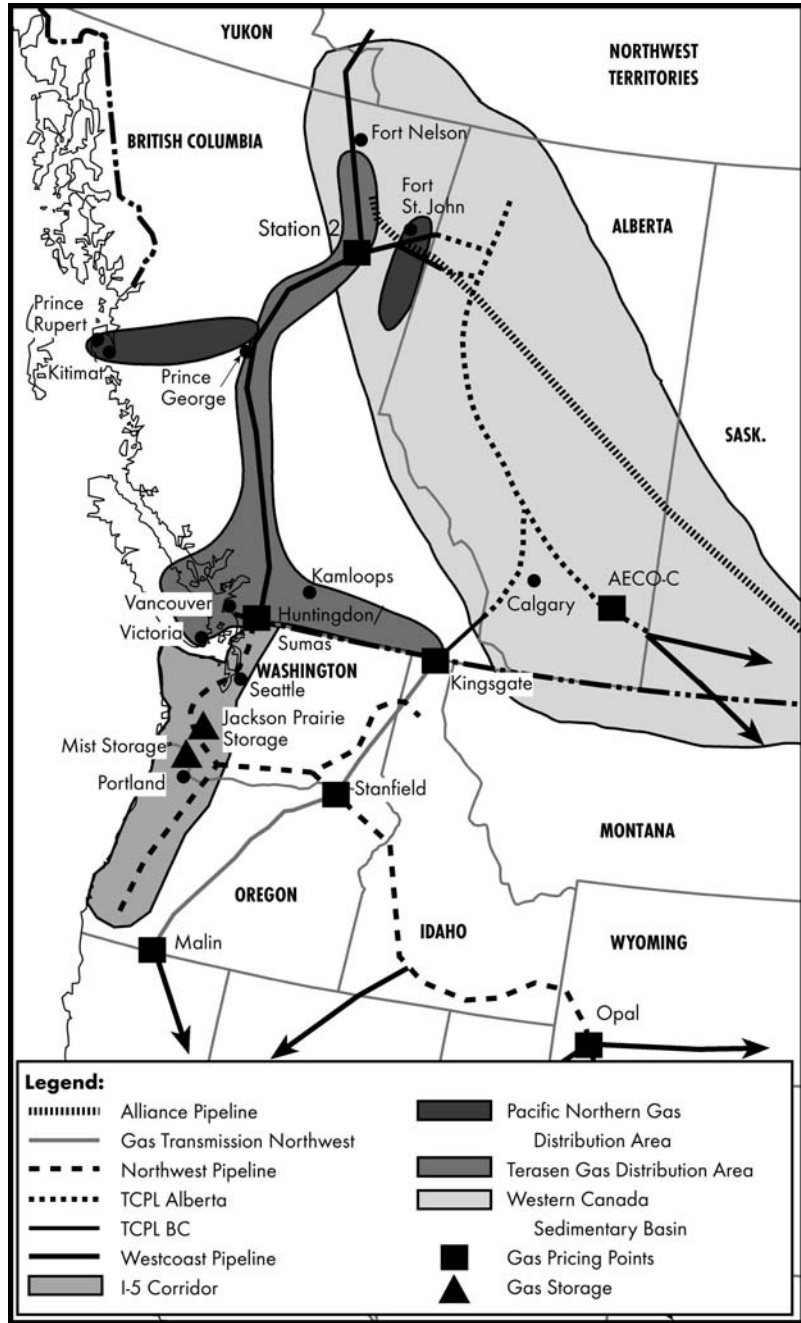 YUKON
NORTHWEST
TERRITORIES
BRITISH COLUMBIA
Fort Nelson
Fort
St. John
ALBERTA
Station 2
Prince
Rupert
Kitimat
Prince
George
SASK.
Kamloops
AECO-C
Vancouver
Calgary
Huntingdon/
Sumas
Victoria
WASHINGTON
Seattle
Kingsgate
Jackson Prairie
Storage
Mist Storage
Portland
Stanfield
MONTANA
OREGON
IDAHO
WYOMING
Malin
Opal
Legend:
Alliance Pipeline
Gas Transmission Northwest
Northwest Pipeline
TCPL Alberta
TCPL BC
Westcoast Pipeline
I-5 Corridor
Pacific Northern Gas
Distribution Area
Terasen Gas Distribution Area
Western Canada
Sedimentary Basin
Gas Pricing Points
Gas Storage